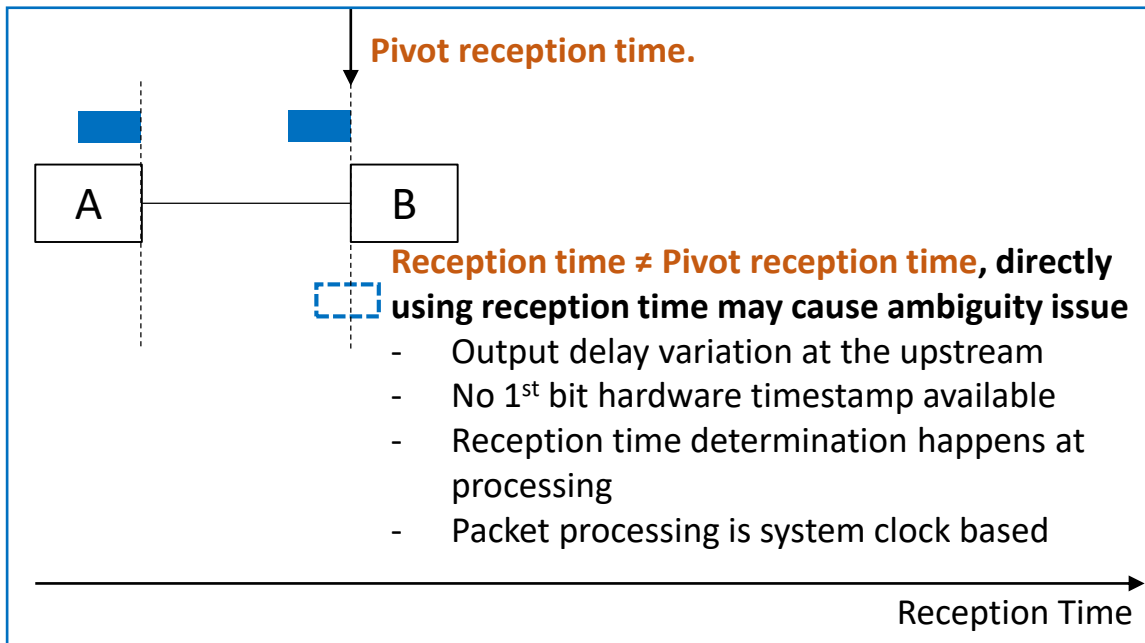 Pivot reception time.
A
B
Reception time ≠ Pivot reception time, directly
using reception time may cause ambiguity issue
- Output delay variation at the upstream
- No 1st bit hardware timestamp available
- Reception time determination happens at
processing
- Packet processing is system clock based
Reception Time